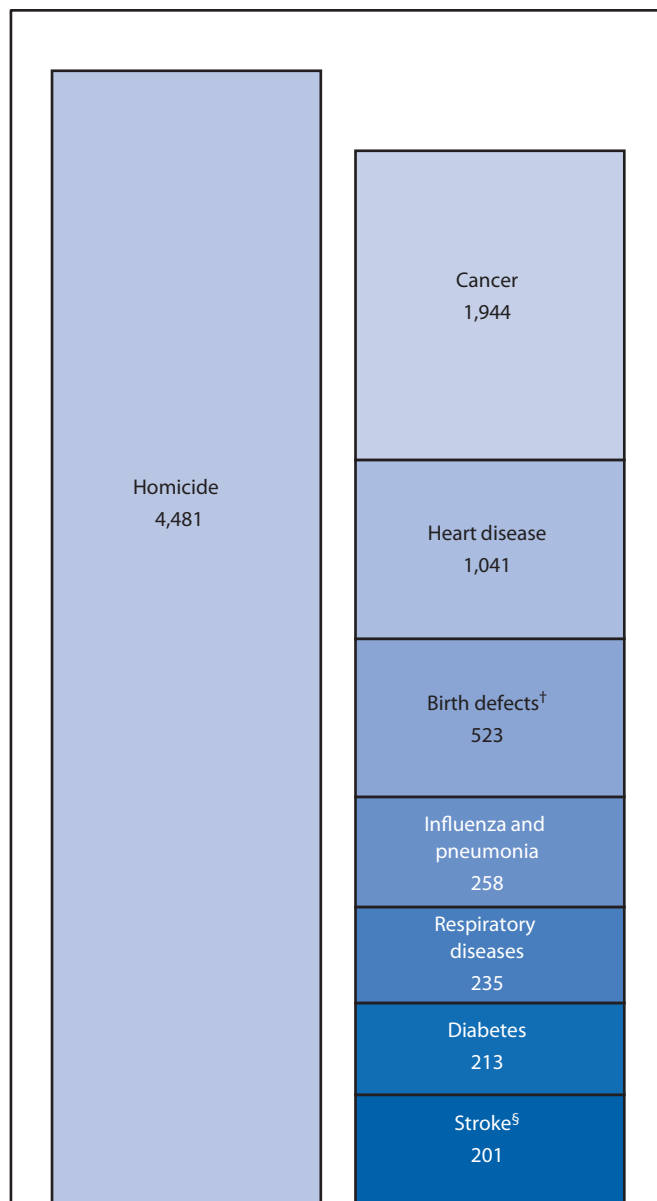 Homicide
4,481
Cancer
1,944
Heart disease
1,041
Birth defects†
523
Influenza and
pneumonia
258
Respiratory
diseases
235
Diabetes
213
Stroke§
201